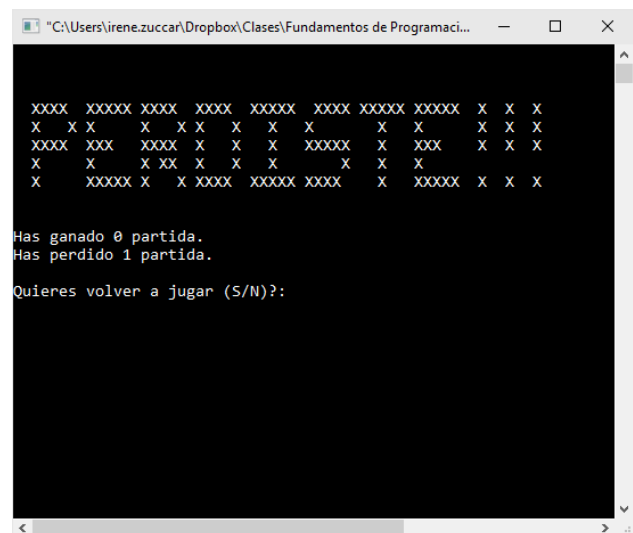 "C:\Users\irene.zuccar\Dropbox\Clases\Fundamentos de Programaci...
PERDISTE!!!
Has ganado 0 partida.
Has perdido 1 partida.
Quieres volver a jugar (S/N)?: